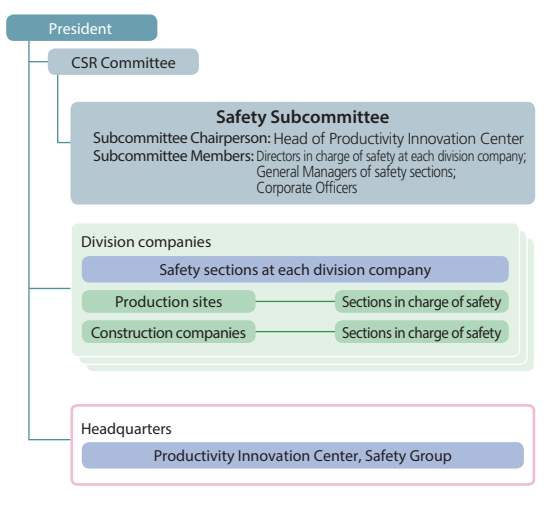 President
CSR Committee
Safety Subcommittee
Subcommittee Chairperson: Head of Productivity Innovation Center
Subcommittee Members: Directors in charge of safety at each division company;
General Managers of safety sections;
Corporate Officers
Division companies
Safety sections at each division company
Production sites Sections in charge of safety
Construction companies Sections in charge of safety
Headquarters
Productivity Innovation Center, Safety Group